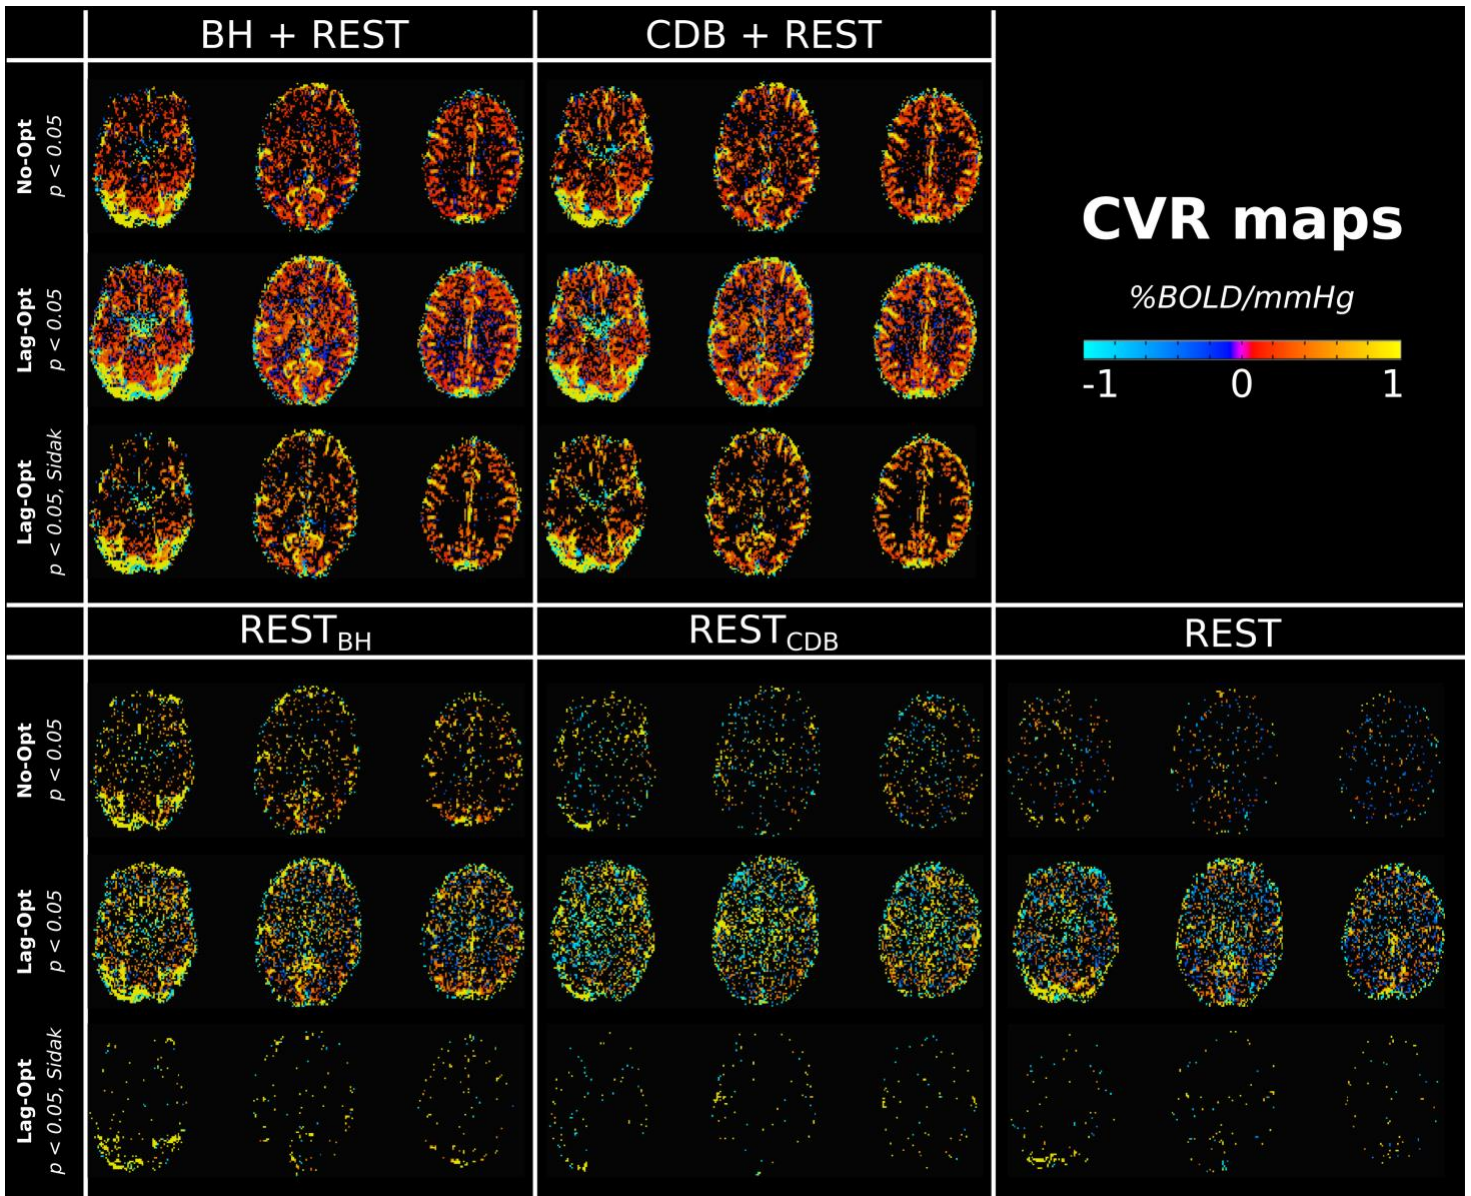 BH + REST
CDB + REST
No-Opt
p < 0.05
Lag-Opt
p < 0.05
Lag-Opt
p < 0.05, Sidak
CVR maps
%BOLD/mmHg
-1 0 1
REST_BH
REST_CDB
REST
No-Opt
p < 0.05
Lag-Opt
p < 0.05
Lag-Opt
p < 0.05, Sidak